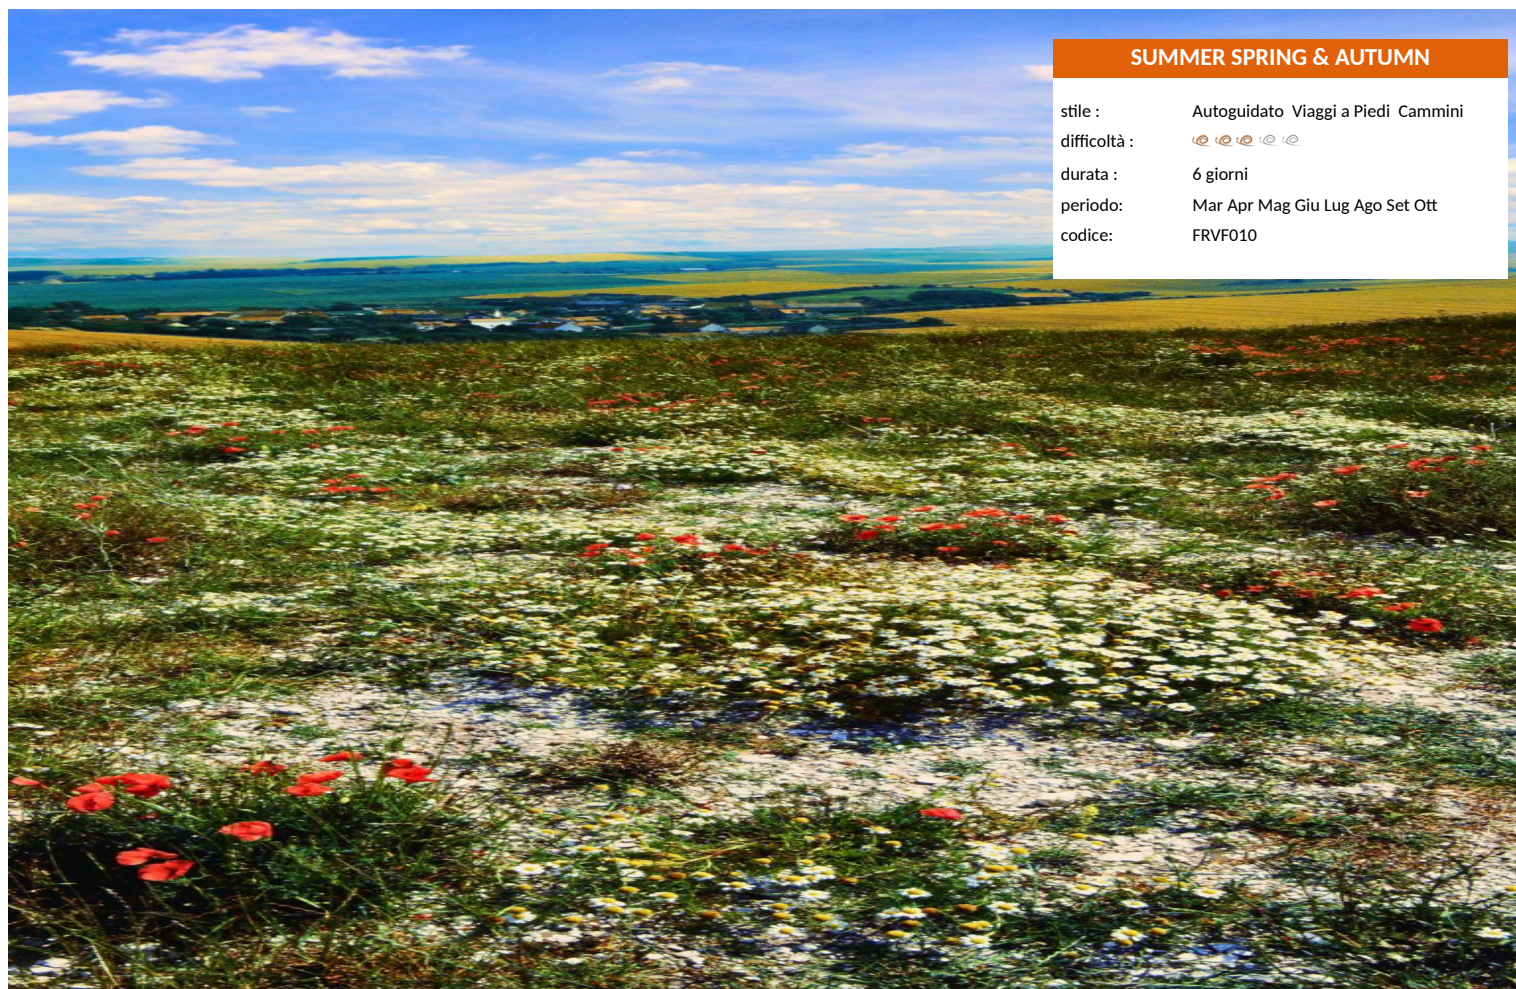 SUMMER SPRING & AUTUMN
stile : Autoguidato Viaggi a Piedi Cammini
difficoltà :
durata : 6 giorni
periodo: Mar Apr Mag Giu Lug Ago Set Ott
codice: FRVF010